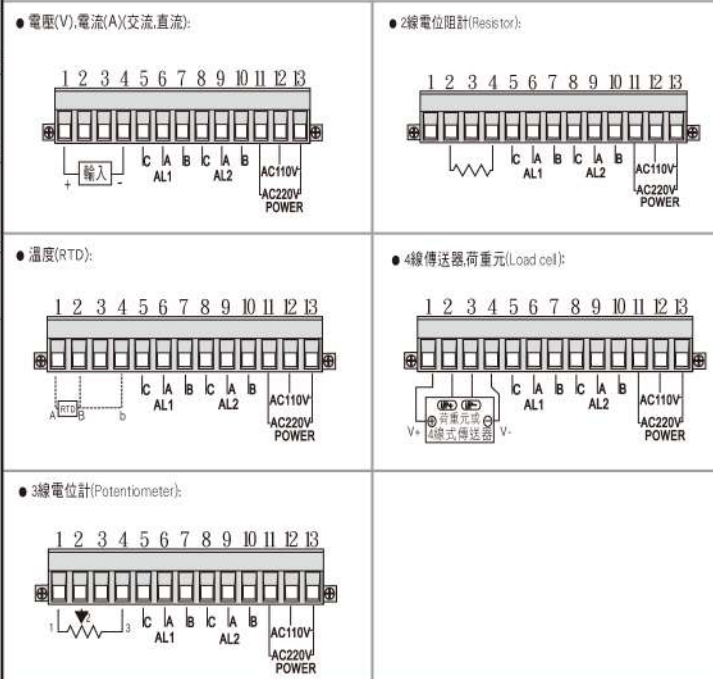 ● 電壓(V),電流(A)(交流,直流):
1 2 3 4 5 6 7 8 9 10 11 12 13
+ 輸入 -
C A B C A B
AL1 AL2
AC110V
AC220V
POWER
● 2線電位阻計(Resistor):
1 2 3 4 5 6 7 8 9 10 11 12 13
C A B C A B
AL1 AL2
AC110V
AC220V
POWER
● 溫度(RTD):
1 2 3 4 5 6 7 8 9 10 11 12 13
A RTD B b
C A B C A B
AL1 AL2
AC110V
AC220V
POWER
● 4線傳送器,荷重元(Load cell):
1 2 3 4 5 6 7 8 9 10 11 12 13
荷重元或
V+ 4線式傳送器 V-
C A B C A B
AL1 AL2
AC110V
AC220V
POWER
● 3線電位計(Potentiometer):
1 2 3 4 5 6 7 8 9 10 11 12 13
1 2 3
C A B C A B
AL1 AL2
AC110V
AC220V
POWER